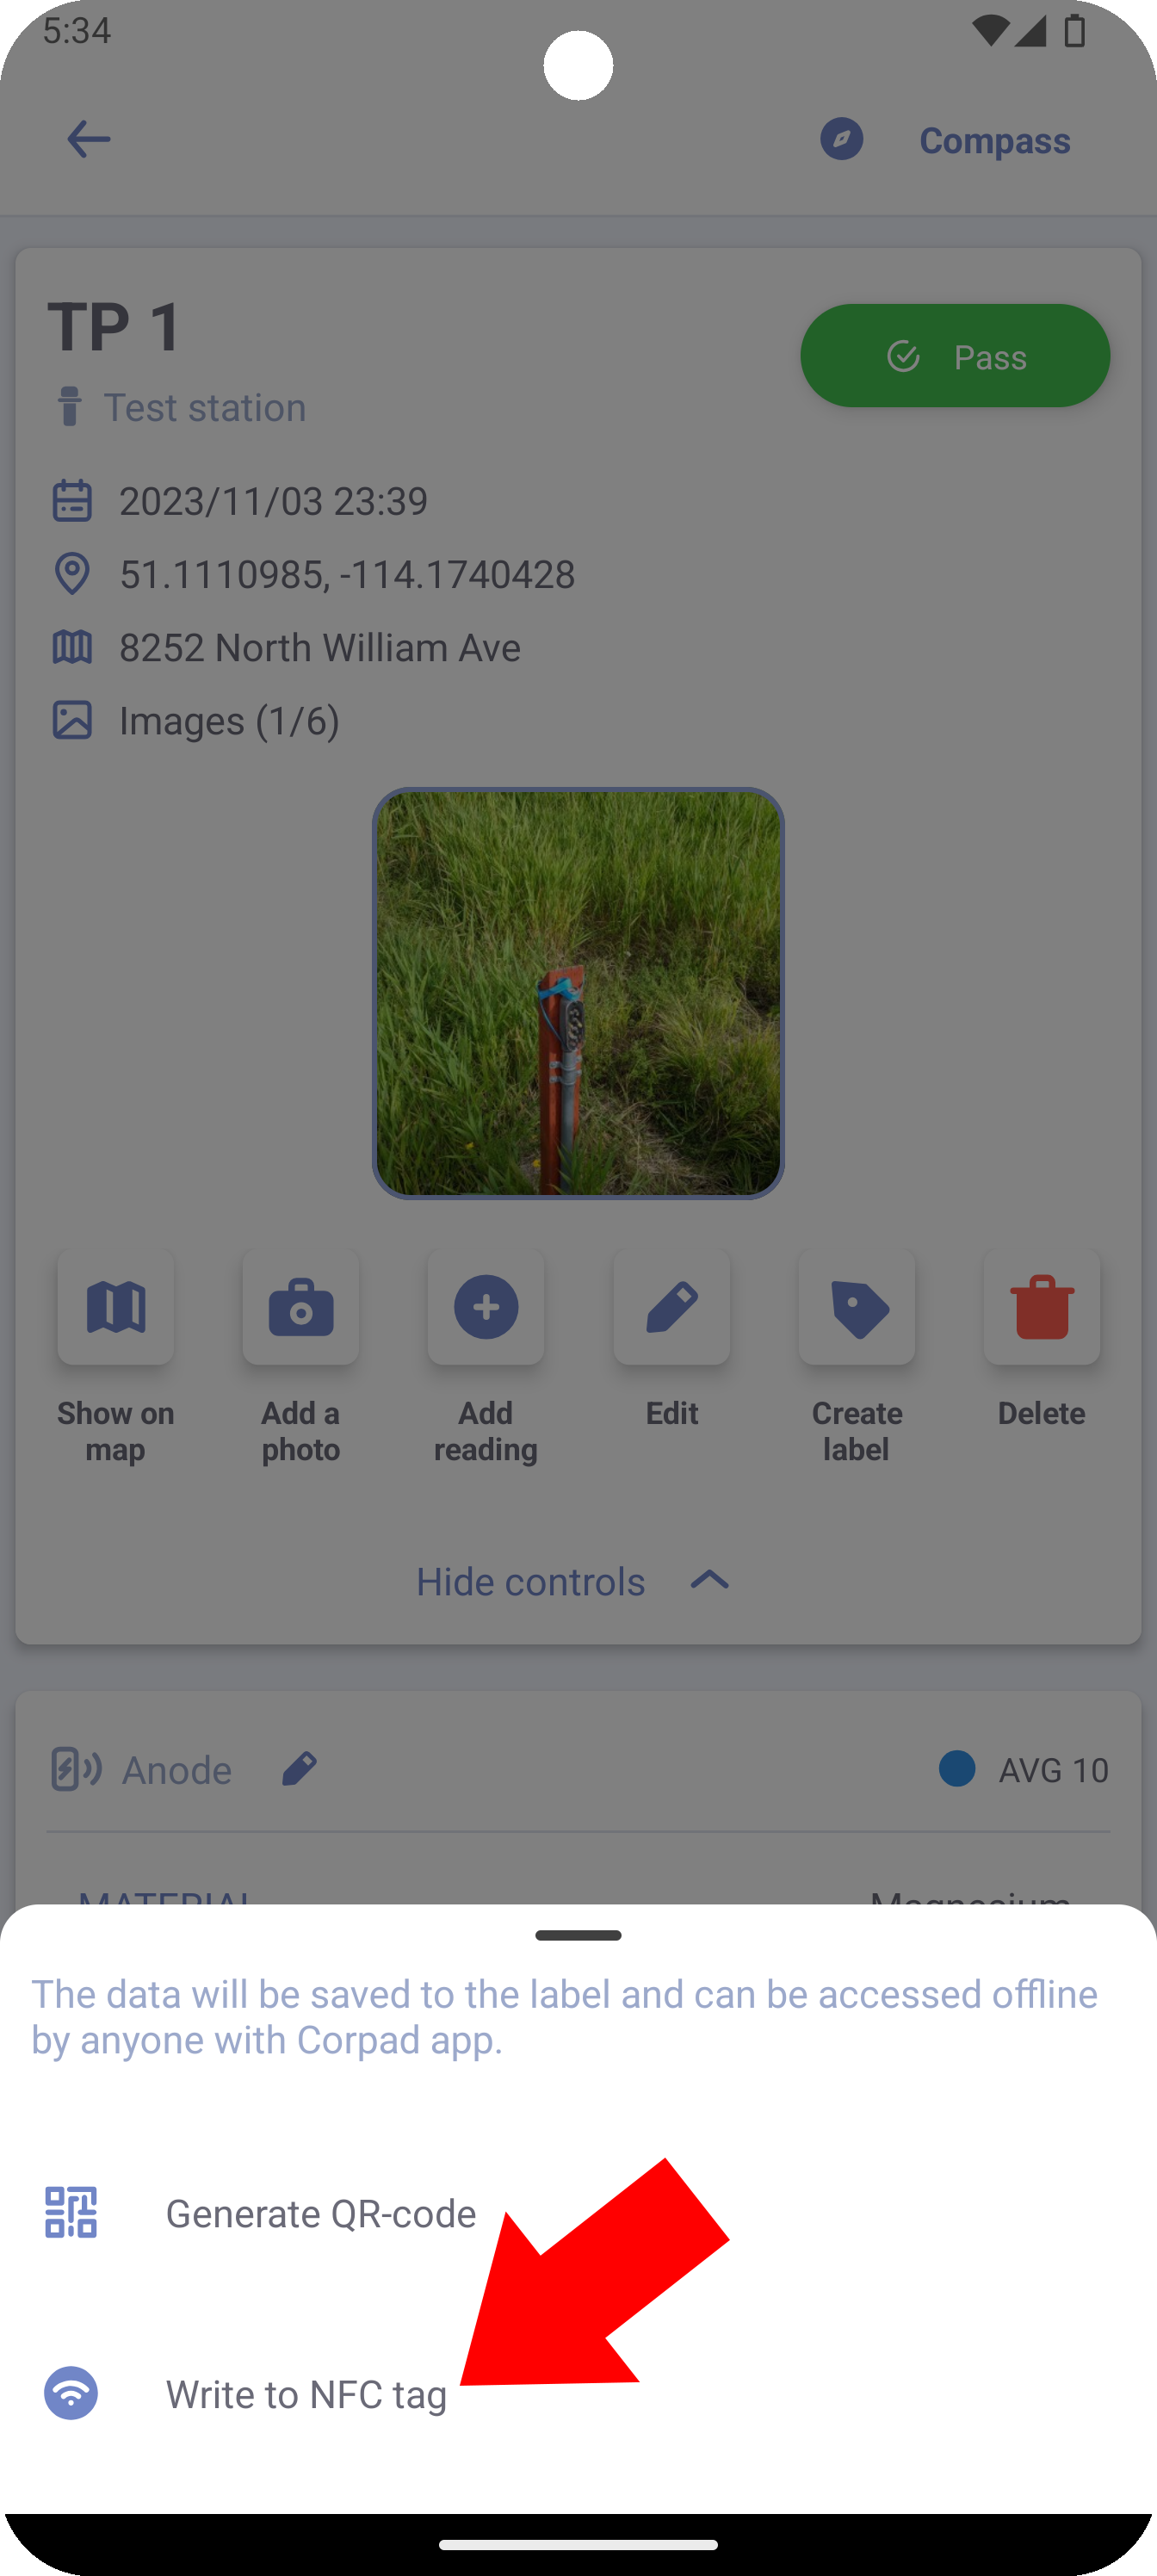 5:34
Compass
TP 1
Pass
Test station
2023/11/03 23:39
51.1110985, -114.1740428
8252 North William Ave
Images (1/6)
Show on
map
Add a
photo
Add
reading
Edit
Create
label
Delete
Hide controls
Anode
AVG 10
MATERIAL
Magnesium
The data will be saved to the label and can be accessed offline
by anyone with Corpad app.
Generate QR-code
Write to NFC tag